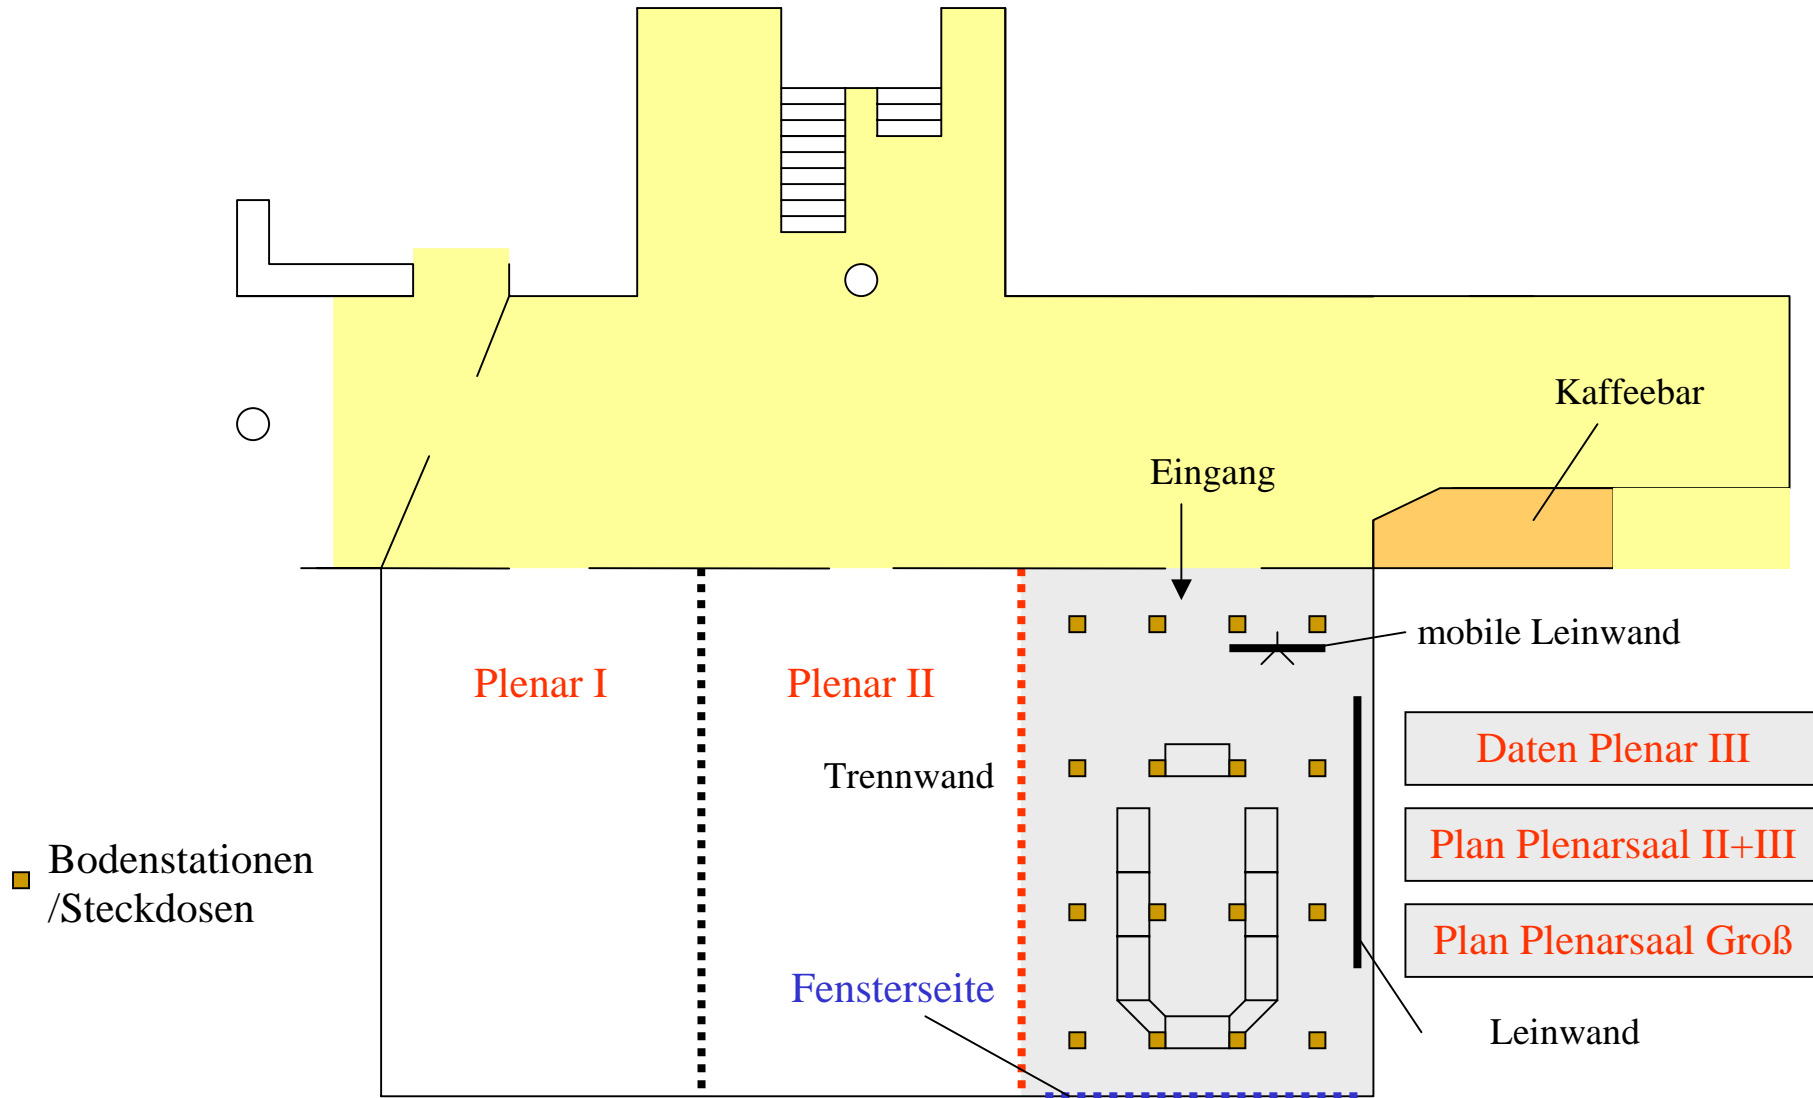 Kaffeebar
Eingang
mobile Leinwand
Plenar I
Plenar II
Daten Plenar III
Trennwand
Plan Plenarsaal II+III
Bodenstationen
/Steckdosen
Plan Plenarsaal Groß
Fensterseite
Leinwand